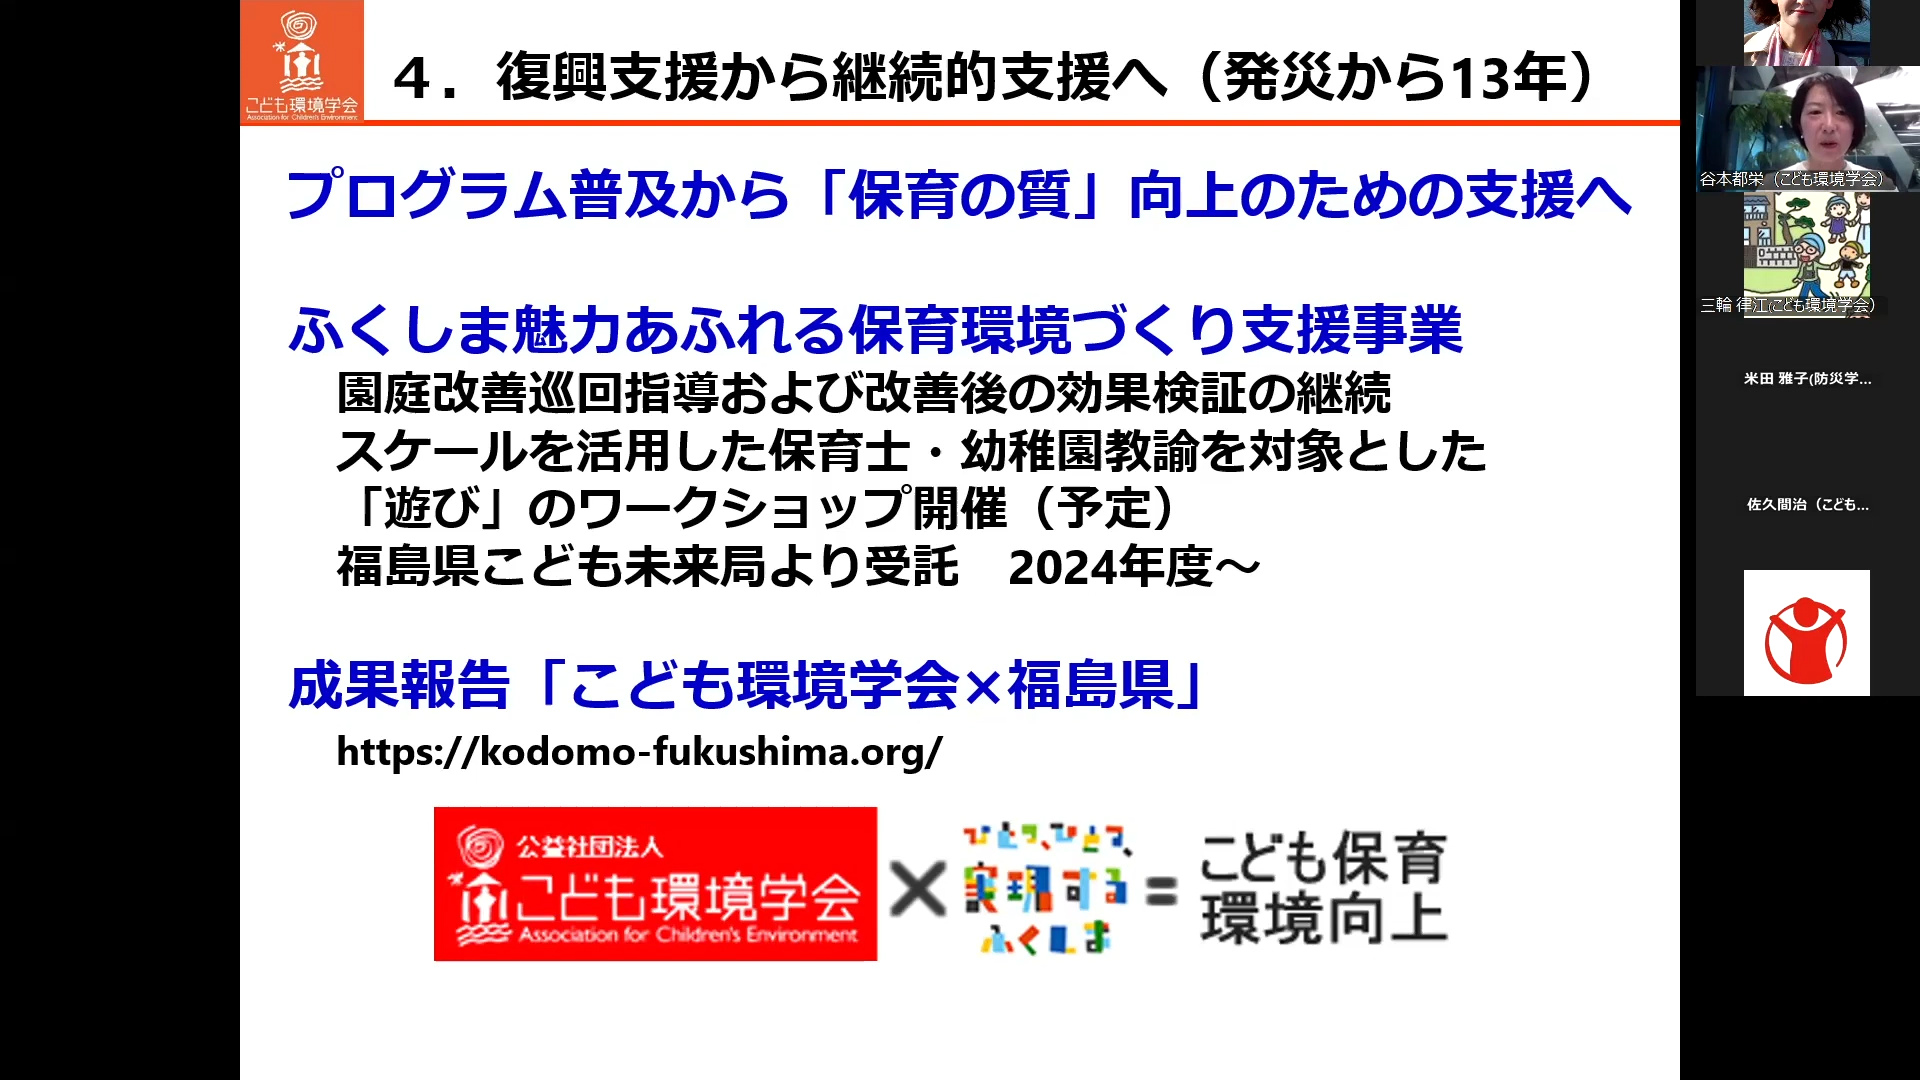 こども環境学会
Association for Children's Environment
４．復興支援から継続的支援へ（発災から13年）
プログラム普及から「保育の質」向上のための支援へ
ふくしま魅力あふれる保育環境づくり支援事業
園庭改善巡回指導および改善後の効果検証の継続
スケールを活用した保育士・幼稚園教諭を対象とした
「遊び」のワークショップ開催（予定）
福島県こども未来局より受託　2024年度～
成果報告「こども環境学会×福島県」
https://kodomo-fukushima.org/
公益社団法人
こども環境学会
Association for Children's Environment
×
ひとつ、ひとつ、
実現する
ふくしま
=
こども保育
環境向上
谷本都栄（こども環境学会）
三輪 律江(こども環境学会）
米田 雅子(防災学...
佐久間治（こども...